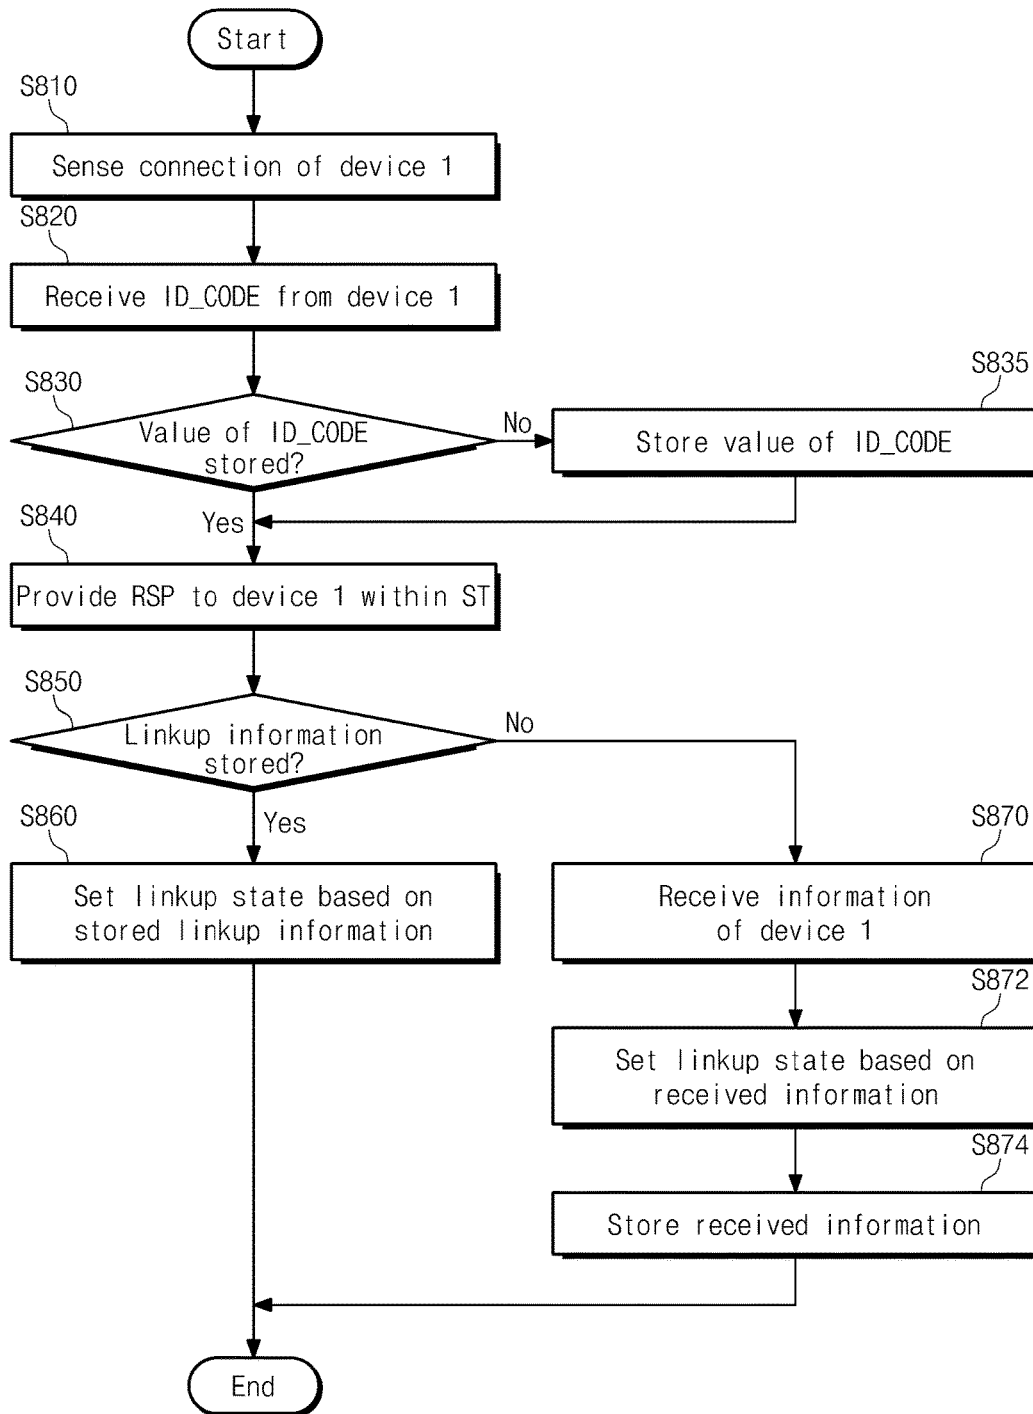 Start
S810
Sense connection of device 1
S820
Receive ID_CODE from device 1
S830
Value of ID_CODE
stored?
No
S835
Store value of ID_CODE
Yes
S840
Provide RSP to device 1 within ST
S850
Linkup information
stored?
No
Yes
S860
Set linkup state based on
stored linkup information
S870
Receive information
of device 1
S872
Set linkup state based on
received information
S874
Store received information
End